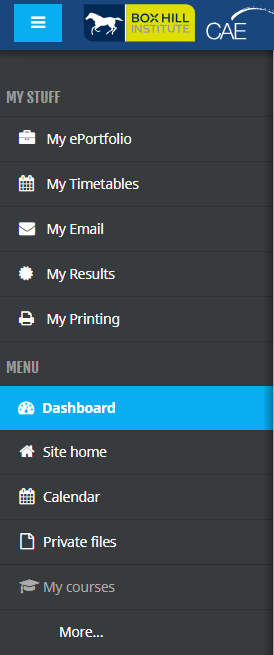 BOX HILL
INSTITUTE
CAE
MY STUFF
My ePortfolio
My Timetables
My Email
My Results
My Printing
MENU
Dashboard
Site home
Calendar
Private files
My courses
More...